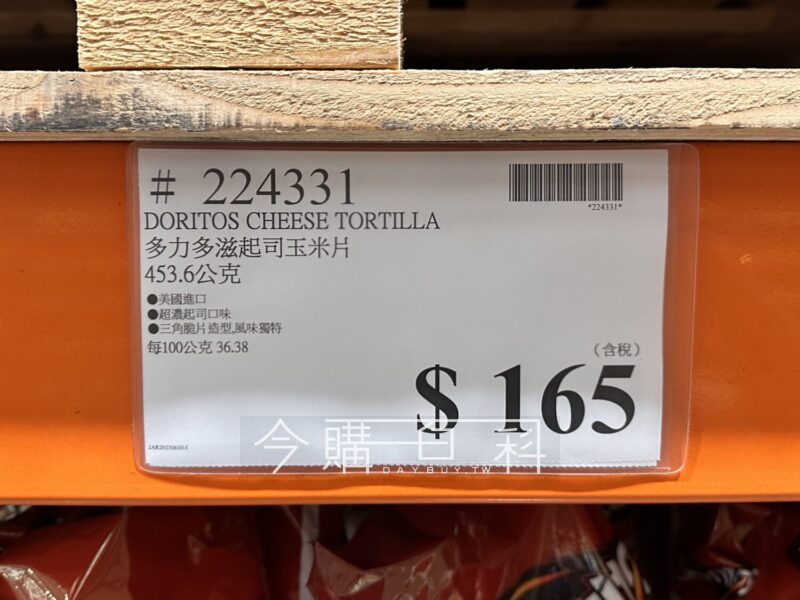 # 224331
*224331*
DORITOS CHEESE TORTILLA
多力多滋起司玉米片
453.6公克
●美國進口
●超濃起司口味
●三角脆片造型,風味獨特
每100公克 36.38
（含稅）
$ 165
今購百科
DAYBUY.TW